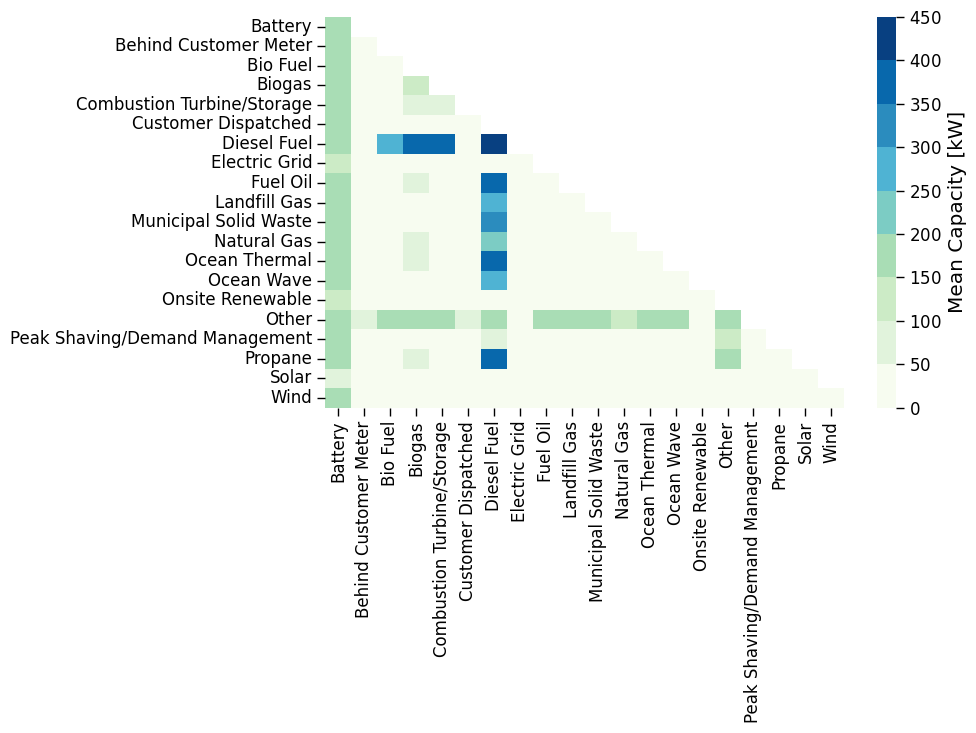 Battery
Behind Customer Meter
Bio Fuel
Biogas
Combustion Turbine/Storage
Customer Dispatched
Diesel Fuel
Electric Grid
Fuel Oil
Landfill Gas
Municipal Solid Waste
Natural Gas
Ocean Thermal
Ocean Wave
Onsite Renewable
Other
Peak Shaving/Demand Management
Propane
Solar
Wind
Battery
Behind Customer Meter
Bio Fuel
Biogas
Combustion Turbine/Storage
Customer Dispatched
Diesel Fuel
Electric Grid
Fuel Oil
Landfill Gas
Municipal Solid Waste
Natural Gas
Ocean Thermal
Ocean Wave
Onsite Renewable
Other
Peak Shaving/Demand Management
Propane
Solar
Wind
450
400
350
300
250
200
150
100
50
0
Mean Capacity [kW]